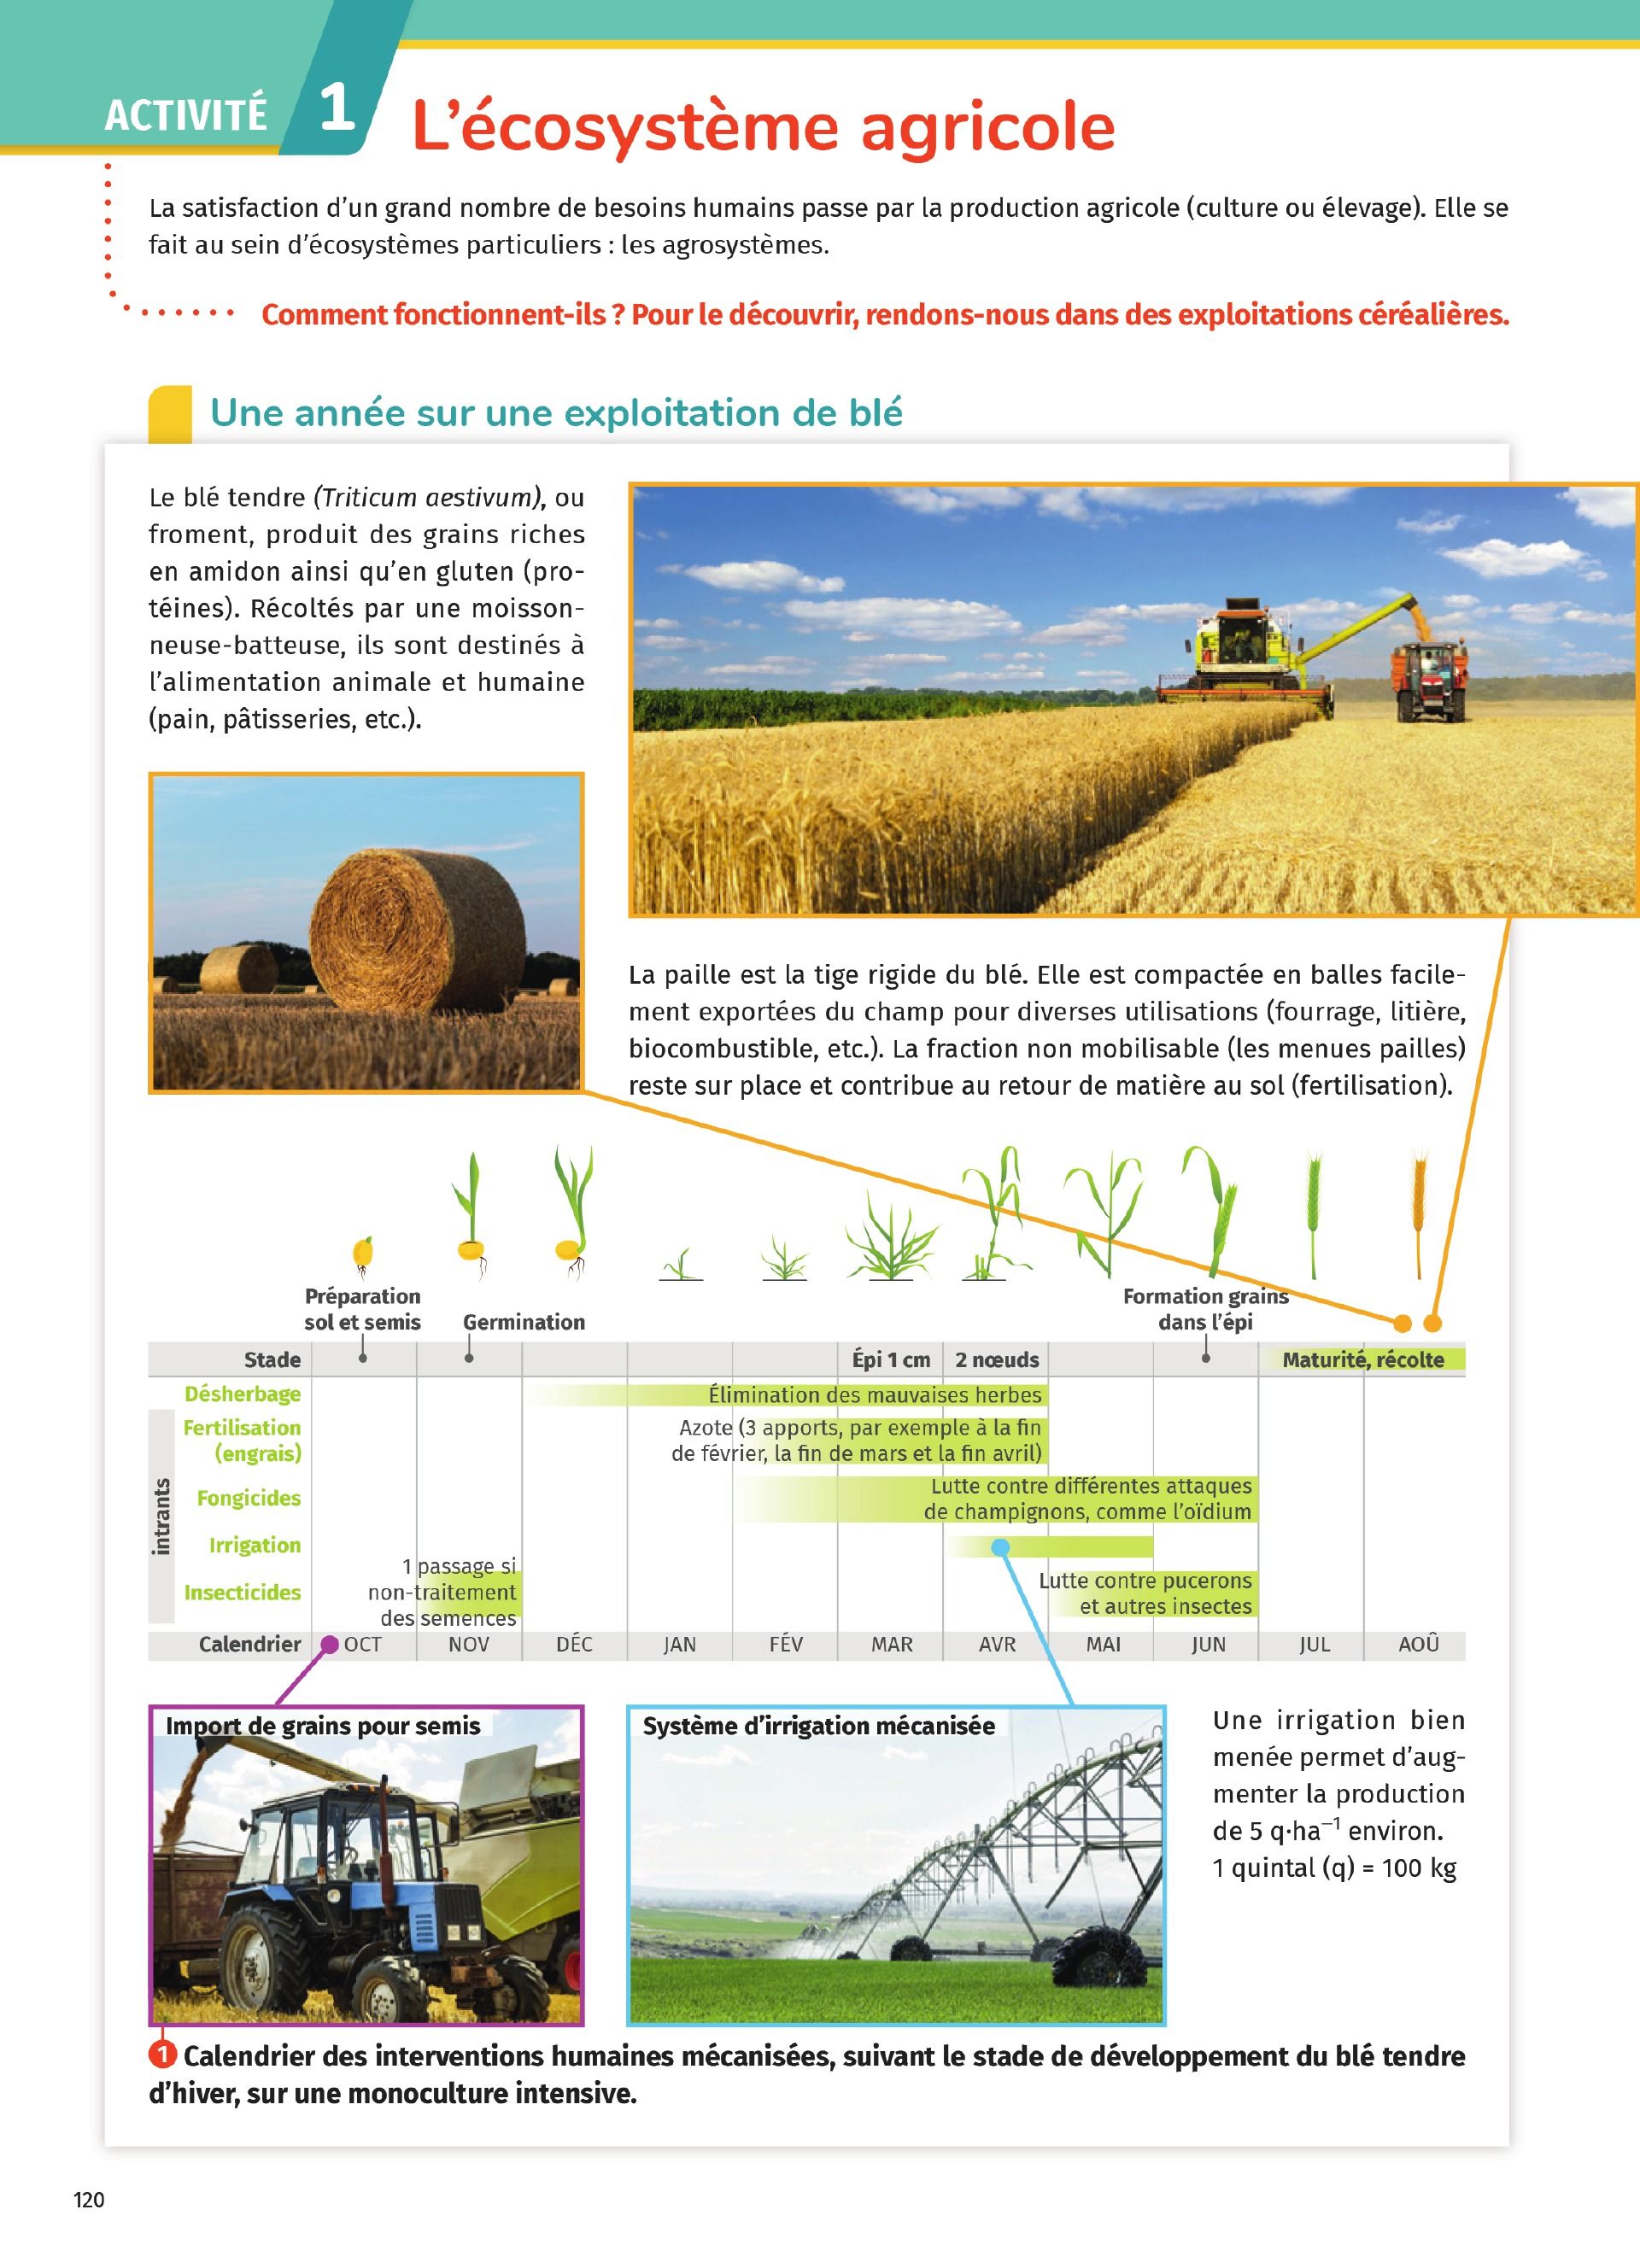 ACTIVITÉ 1 L’écosystème agricole
La satisfaction d’un grand nombre de besoins humains passe par la production agricole (culture ou élevage). Elle se
fait au sein d’écosystèmes particuliers : les agrosystèmes.
Comment fonctionnent-ils ? Pour le découvrir, rendons-nous dans des exploitations céréalières.
Une année sur une exploitation de blé
Le blé tendre (Triticum aestivum), ou
froment, produit des grains riches
en amidon ainsi qu’en gluten (pro-
téines). Récoltés par une moisson-
neuse-batteuse, ils sont destinés à
l’alimentation animale et humaine
(pain, pâtisseries, etc.).
La paille est la tige rigide du blé. Elle est compactée en balles facile-
ment exportées du champ pour diverses utilisations (fourrage, litière,
biocombustible, etc.). La fraction non mobilisable (les menues pailles)
reste sur place et contribue au retour de matière au sol (fertilisation).
Préparation
sol et semis
Germination
Formation grains
dans l’épi
Stade
Épi 1 cm
2 nœuds
Maturité, récolte
Désherbage
Élimination des mauvaises herbes
intrants
Fertilisation
(engrais)
Azote (3 apports, par exemple à la fin
de février, la fin de mars et la fin avril)
Fongicides
Lutte contre différentes attaques
de champignons, comme l’oïdium
Irrigation
Insecticides
1 passage si
non-traitement
des semences
Lutte contre pucerons
et autres insectes
Calendrier OCT NOV DÉC JAN FÉV MAR AVR MAI JUN JUL AOÛ
Import de grains pour semis
Système d’irrigation mécanisée
Une irrigation bien
menée permet d’aug-
menter la production
de 5 q·ha⁻¹ environ.
1 quintal (q) = 100 kg
1 Calendrier des interventions humaines mécanisées, suivant le stade de développement du blé tendre
d’hiver, sur une monoculture intensive.
120